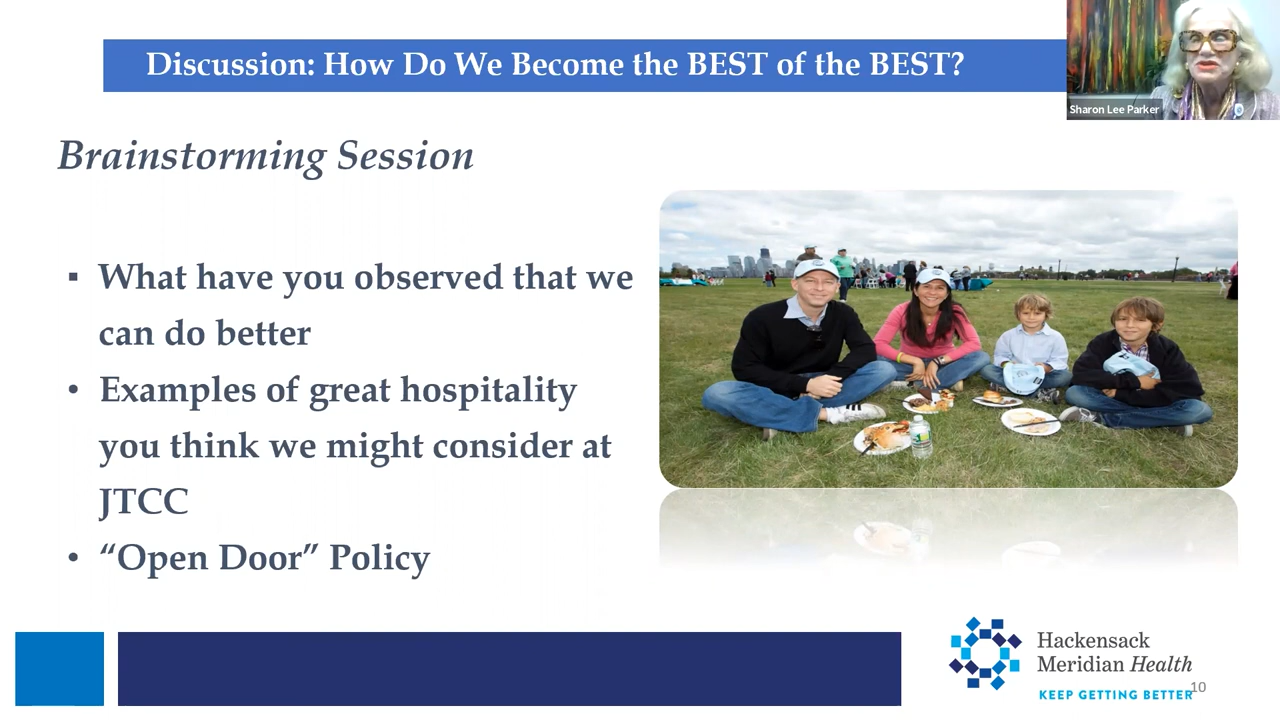 Discussion: How Do We Become the BEST of the BEST?
Sharon Lee Parker
Brainstorming Session
▪ What have you observed that we
can do better
• Examples of great hospitality
you think we might consider at
JTCC
• “Open Door” Policy
Hackensack
Meridian Health
KEEP GETTING BETTER
10